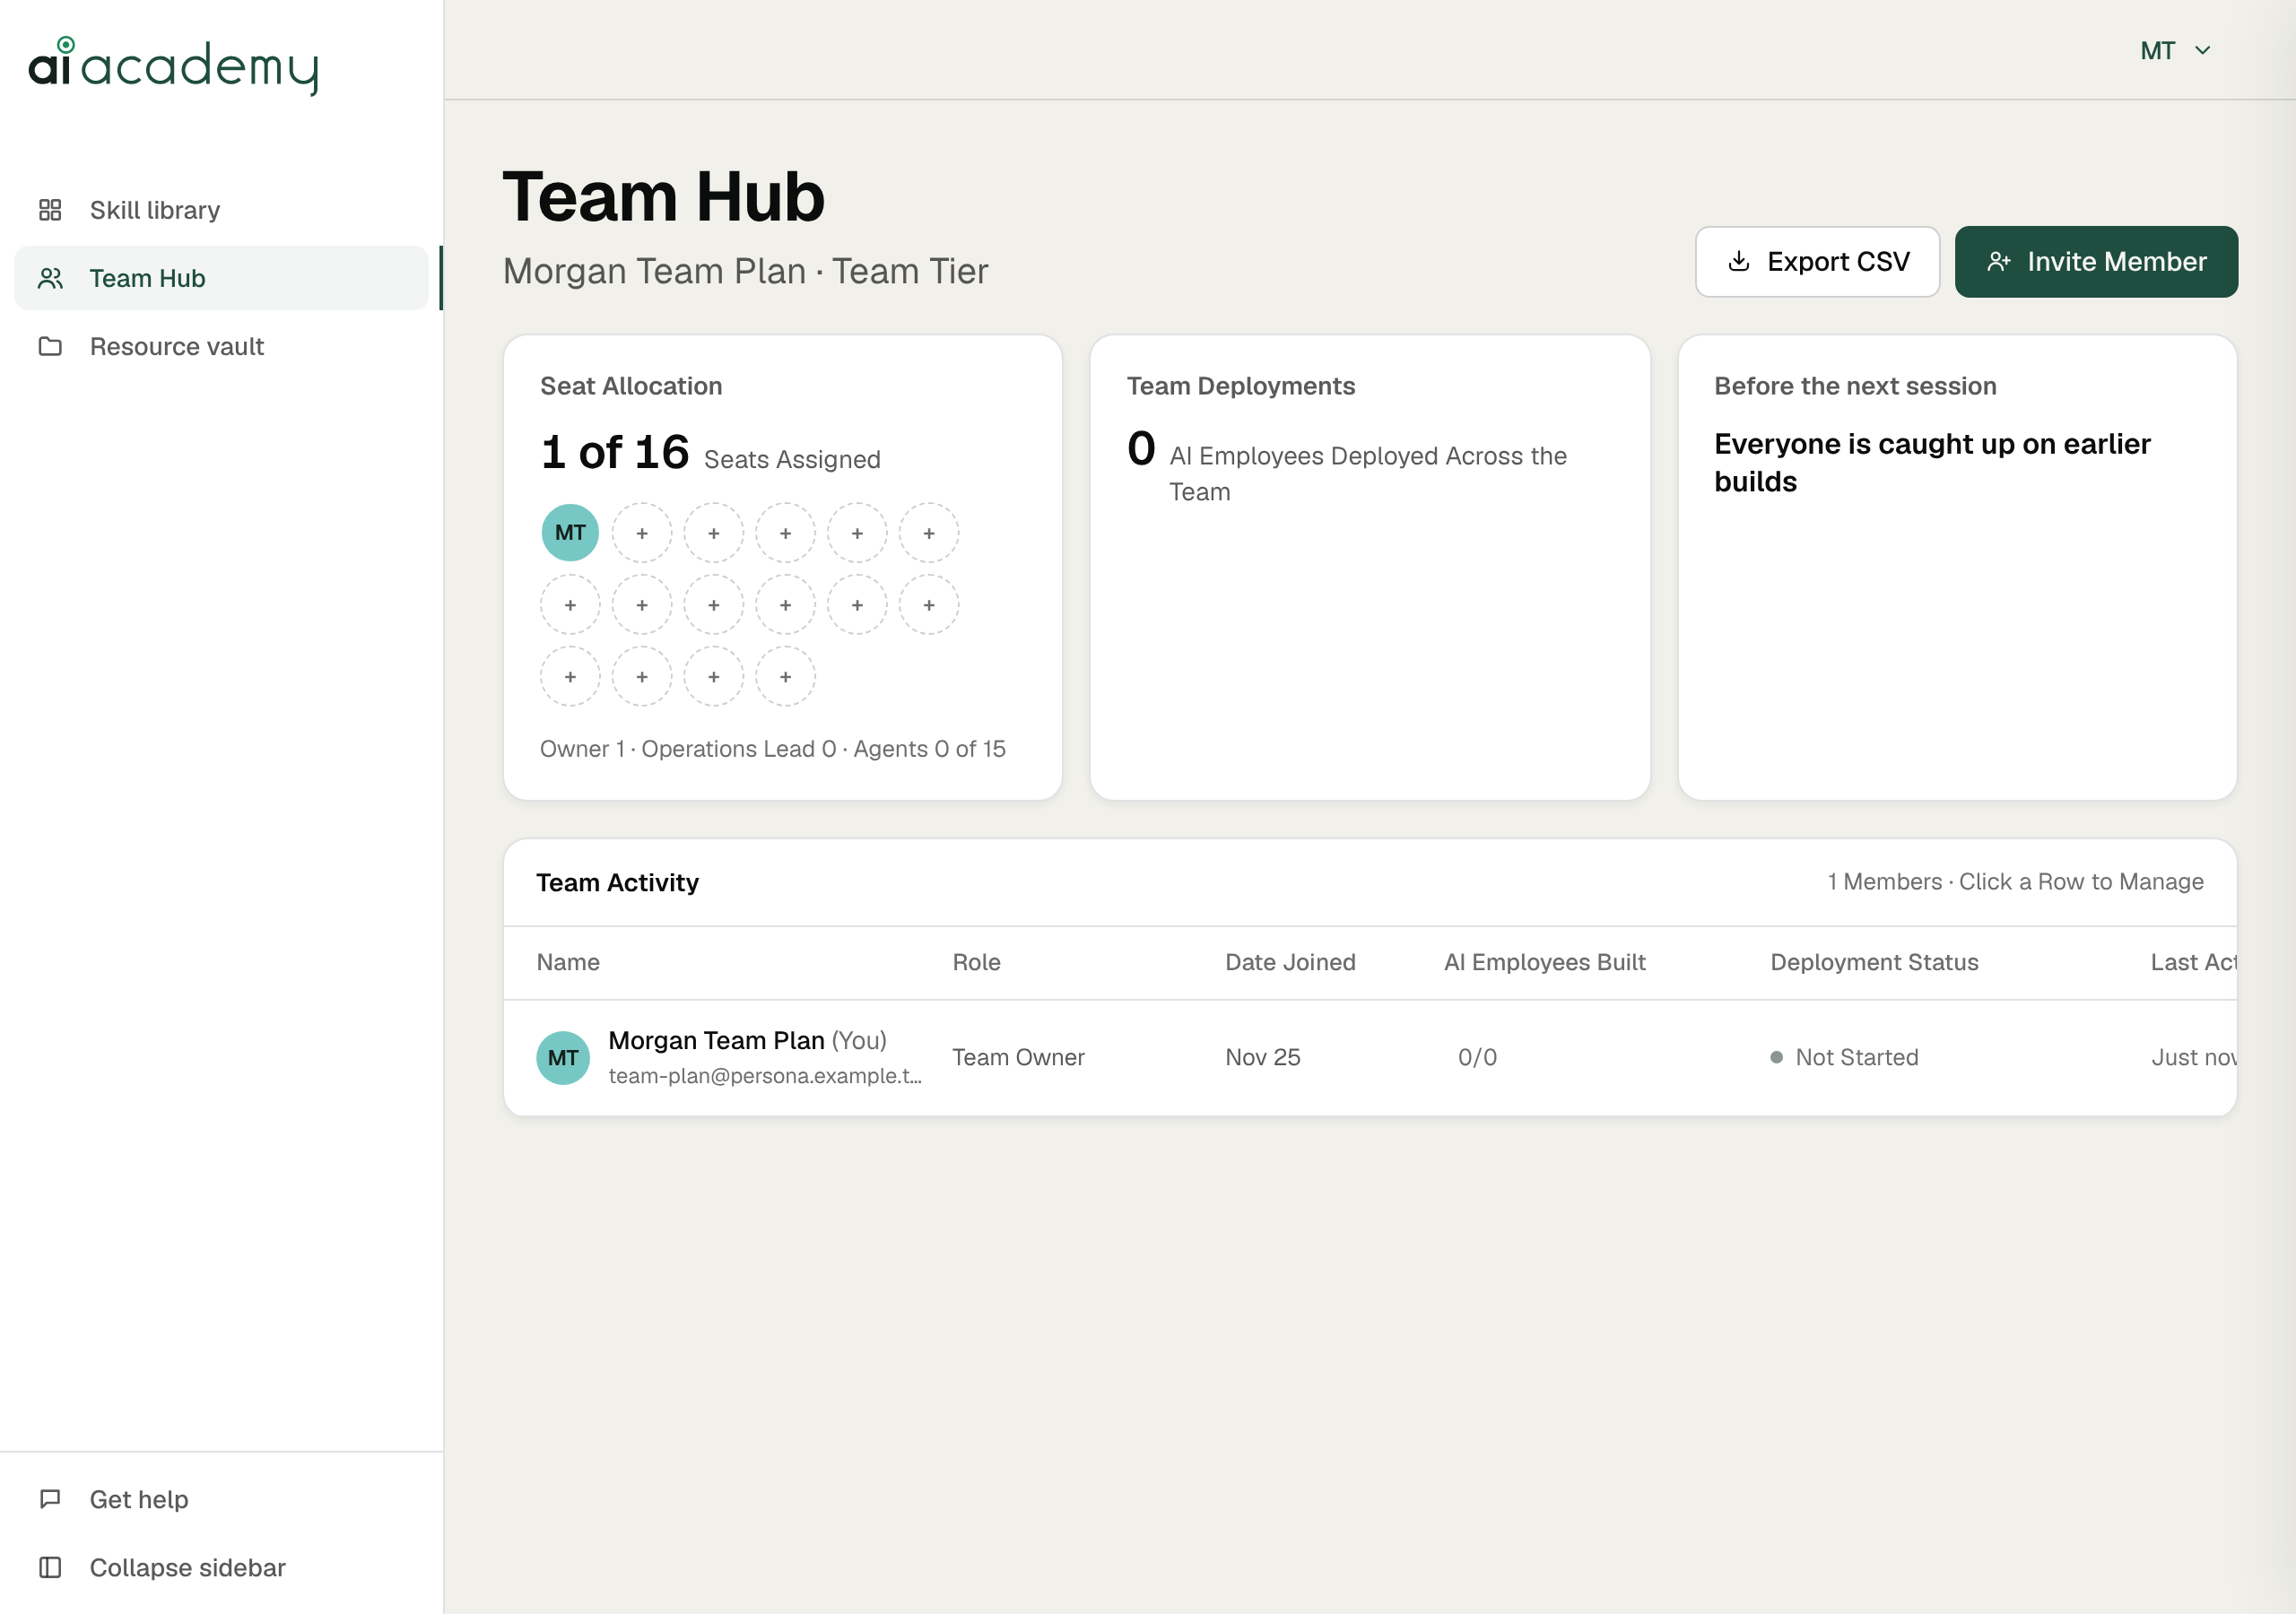 ai academy
MT
Skill library
Team Hub
Resource vault
Team Hub
Morgan Team Plan · Team Tier
Export CSV
Invite Member
Seat Allocation
1 of 16 Seats Assigned
MT + + + + +
+ + + + + +
+ + + +
Owner 1 · Operations Lead 0 · Agents 0 of 15
Team Deployments
0 AI Employees Deployed Across the
Team
Before the next session
Everyone is caught up on earlier
builds
Team Activity
1 Members · Click a Row to Manage
Name Role Date Joined AI Employees Built Deployment Status Last Act
MT
Morgan Team Plan (You)
team-plan@persona.example.t...
Team Owner Nov 25 0/0 Not Started Just now
Get help
Collapse sidebar